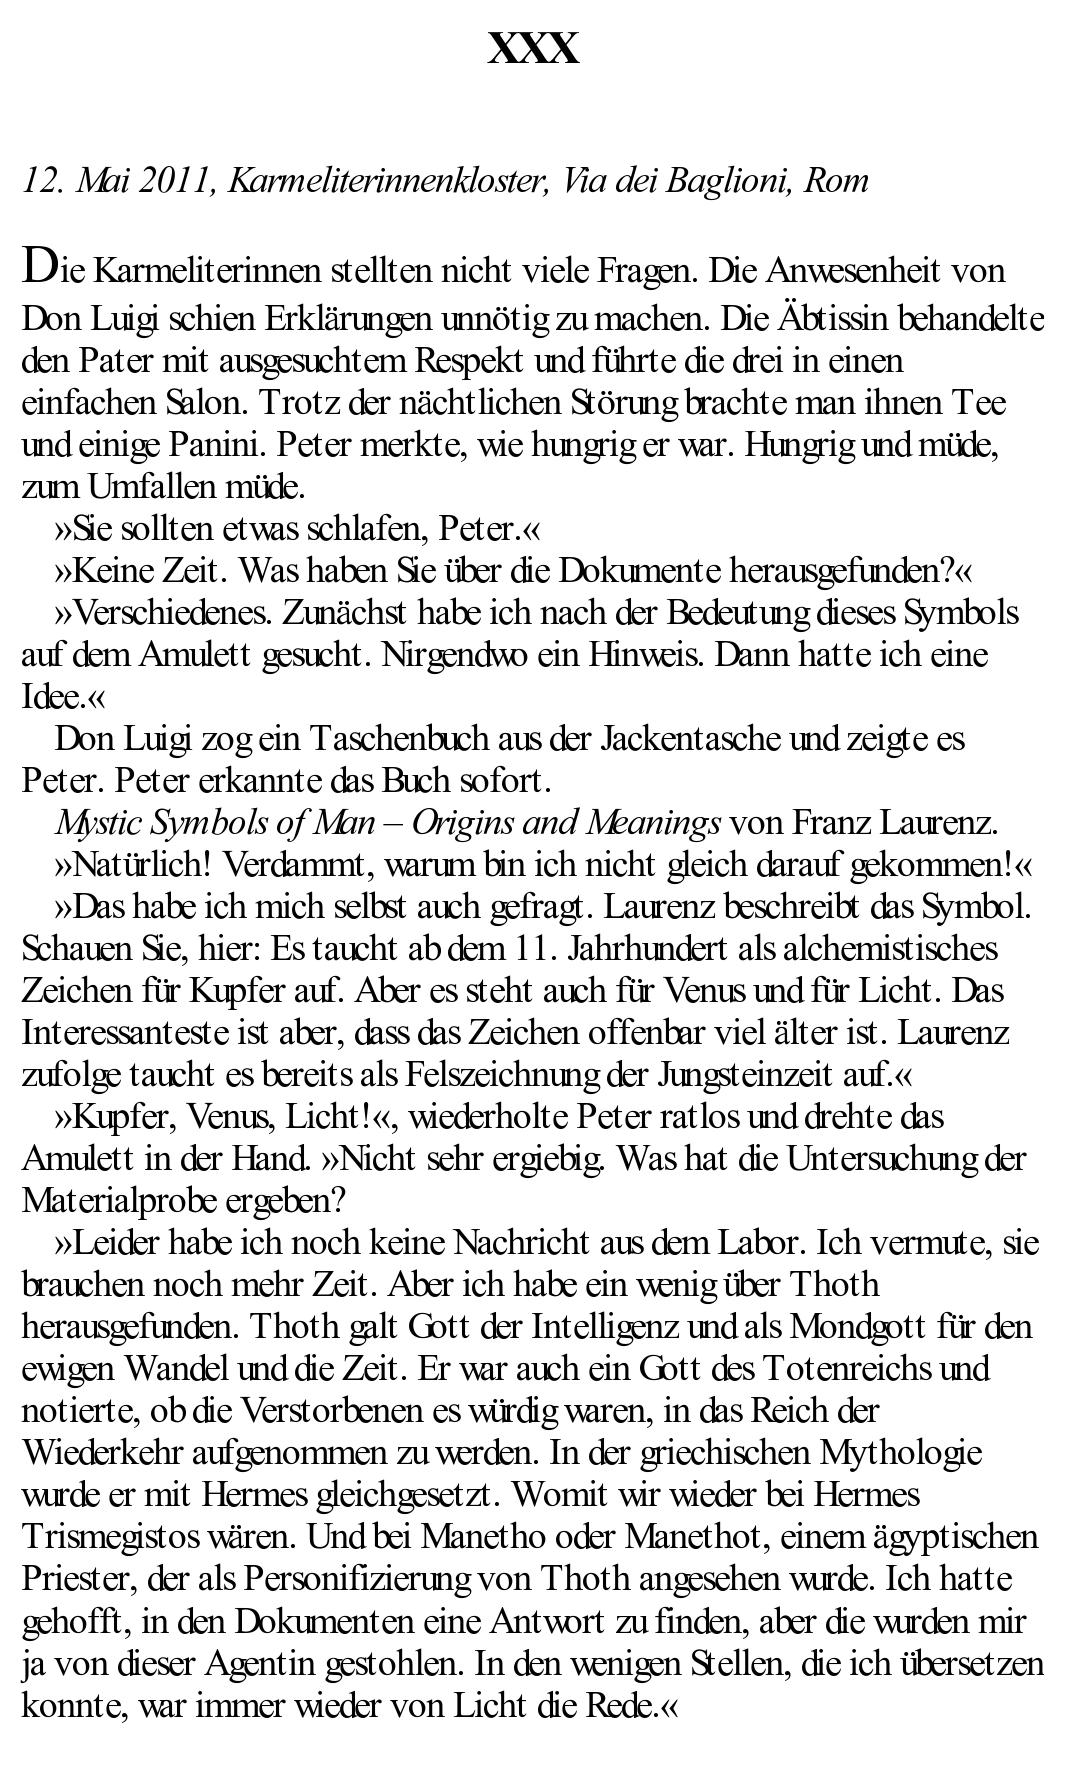 XXX
12. Mai 2011, Karmeliterinnenkloster, Via dei Baglioni, Rom
Die Karmeliterinnen stellten nicht viele Fragen. Die Anwesenheit von
Don Luigi schien Erklärungen unnötig zu machen. Die Äbtissin behandelte
den Pater mit ausgesuchtem Respekt und führte die drei in einen
einfachen Salon. Trotz der nächtlichen Störung brachte man ihnen Tee
und einige Panini. Peter merkte, wie hungrig er war. Hungrig und müde,
zum Umfallen müde.
»Sie sollten etwas schlafen, Peter.«
»Keine Zeit. Was haben Sie über die Dokumente herausgefunden?«
»Verschiedenes. Zunächst habe ich nach der Bedeutung dieses Symbols
auf dem Amulett gesucht. Nirgendwo ein Hinweis. Dann hatte ich eine
Idee.«
Don Luigi zog ein Taschenbuch aus der Jackentasche und zeigte es
Peter. Peter erkannte das Buch sofort.
Mystic Symbols of Man – Origins and Meanings von Franz Laurenz.
»Natürlich! Verdammt, warum bin ich nicht gleich darauf gekommen!«
»Das habe ich mich selbst auch gefragt. Laurenz beschreibt das Symbol.
Schauen Sie, hier: Es taucht ab dem 11. Jahrhundert als alchemistisches
Zeichen für Kupfer auf. Aber es steht auch für Venus und für Licht. Das
Interessanteste ist aber, dass das Zeichen offenbar viel älter ist. Laurenz
zufolge taucht es bereits als Felszeichnung der Jungsteinzeit auf.«
»Kupfer, Venus, Licht!«, wiederholte Peter ratlos und drehte das
Amulett in der Hand. »Nicht sehr ergiebig. Was hat die Untersuchung der
Materialprobe ergeben?
»Leider habe ich noch keine Nachricht aus dem Labor. Ich vermute, sie
brauchen noch mehr Zeit. Aber ich habe ein wenig über Thoth
herausgefunden. Thoth galt Gott der Intelligenz und als Mondgott für den
ewigen Wandel und die Zeit. Er war auch ein Gott des Totenreichs und
notierte, ob die Verstorbenen es würdig waren, in das Reich der
Wiederkehr aufgenommen zu werden. In der griechischen Mythologie
wurde er mit Hermes gleichgesetzt. Womit wir wieder bei Hermes
Trismegistos wären. Und bei Manetho oder Manethot, einem ägyptischen
Priester, der als Personifizierung von Thoth angesehen wurde. Ich hatte
gehofft, in den Dokumenten eine Antwort zu finden, aber die wurden mir
ja von dieser Agentin gestohlen. In den wenigen Stellen, die ich übersetzen
konnte, war immer wieder von Licht die Rede.«